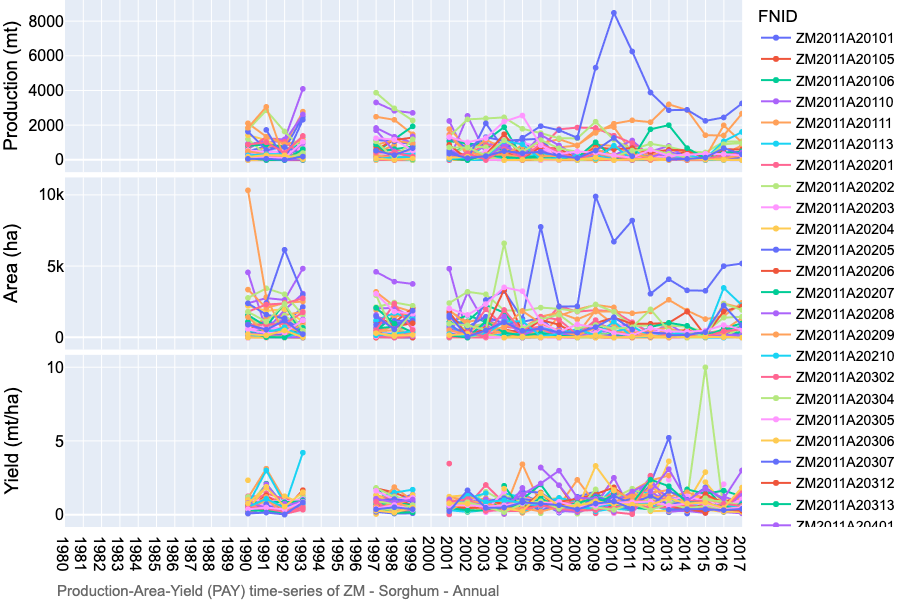 FNID
Production (mt)
8000
6000
4000
2000
0
Area (ha)
10k
5k
0
Yield (mt/ha)
10
5
0
1980 1981 1982 1983 1984 1985 1986 1987 1988 1989 1990 1991 1992 1993 1994 1995 1996 1997 1998 1999 2000 2001 2002 2003 2004 2005 2006 2007 2008 2009 2010 2011 2012 2013 2014 2015 2016 2017
Production-Area-Yield (PAY) time-series of ZM - Sorghum - Annual
ZM2011A20101
ZM2011A20105
ZM2011A20106
ZM2011A20110
ZM2011A20111
ZM2011A20113
ZM2011A20201
ZM2011A20202
ZM2011A20203
ZM2011A20204
ZM2011A20205
ZM2011A20206
ZM2011A20207
ZM2011A20208
ZM2011A20209
ZM2011A20210
ZM2011A20302
ZM2011A20304
ZM2011A20305
ZM2011A20306
ZM2011A20307
ZM2011A20312
ZM2011A20313
ZM2011A20401